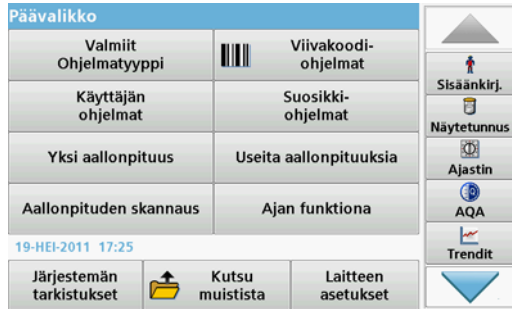 Päävalikko
Valmiit
Ohjelmatyyppi
Viivakoodi-
ohjelmat
Käyttäjän
ohjelmat
Suosikki-
ohjelmat
Yksi aallonpituus
Useita aallonpituuksia
Aallonpituden skannaus
Ajan funktiona
19-HEI-2011 17:25
Järjestemän
tarkistukset
Kutsu
muistista
Laitteen
asetukset
Sisäänkirj.
Näytetunnus
Ajastin
AQA
Trendit